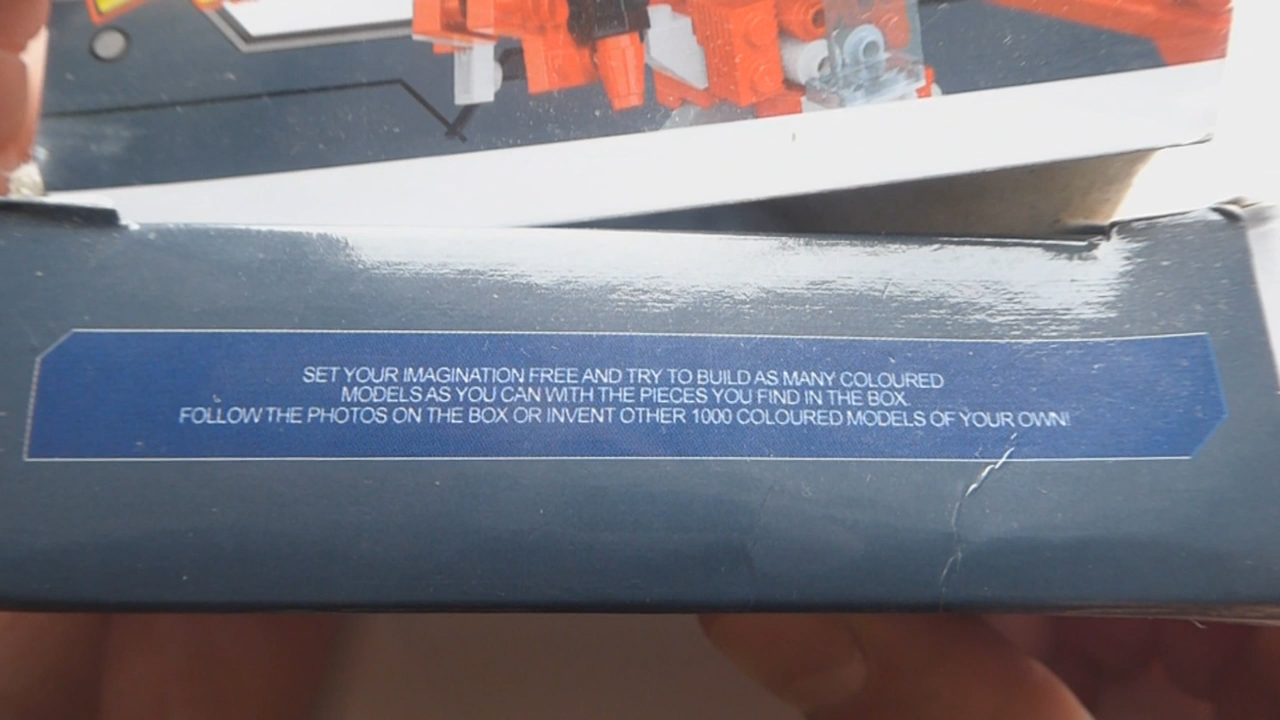 SET YOUR IMAGINATION FREE AND TRY TO BUILD AS MANY COLOURED
MODELS AS YOU CAN WITH THE PIECES YOU FIND IN THE BOX.
FOLLOW THE PHOTOS ON THE BOX OR INVENT OTHER 1000 COLOURED MODELS OF YOUR OWN!